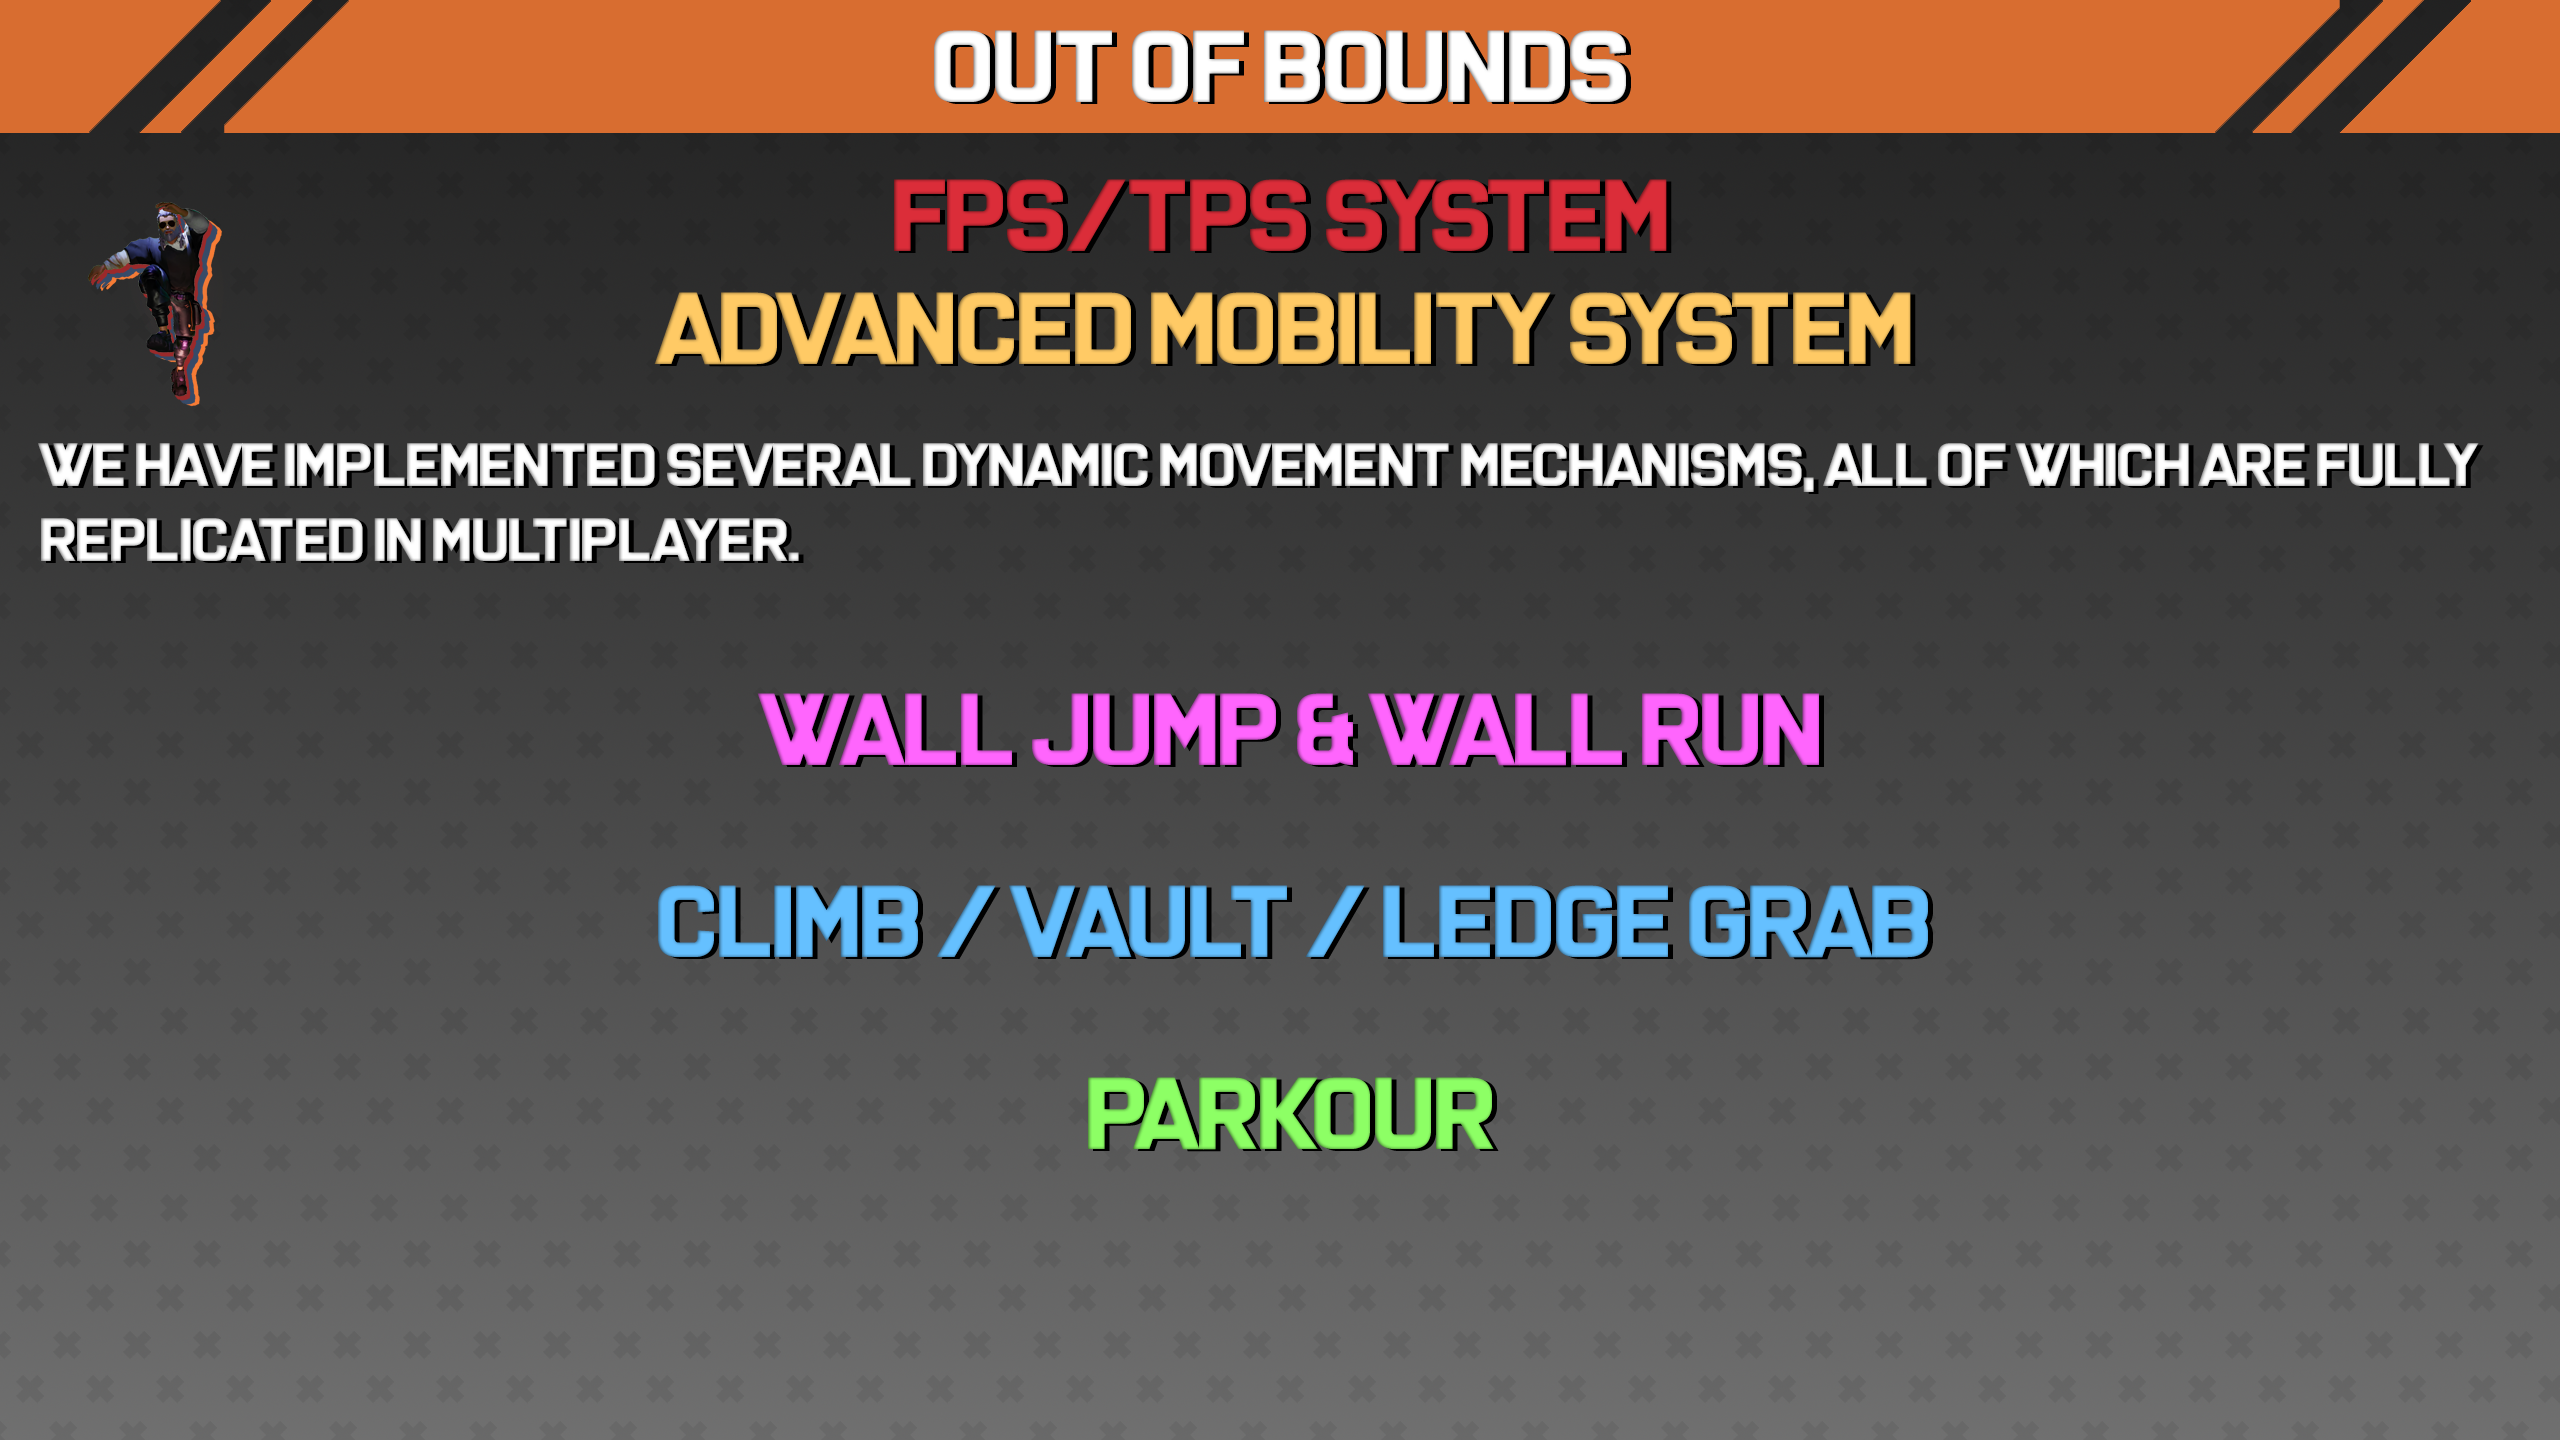 OUT OF BOUNDS
FPS/TPS SYSTEM
ADVANCED MOBILITY SYSTEM
WE HAVE IMPLEMENTED SEVERAL DYNAMIC MOVEMENT MECHANISMS, ALL OF WHICH ARE FULLY
REPLICATED IN MULTIPLAYER.
WALL JUMP & WALL RUN
CLIMB / VAULT / LEDGE GRAB
PARKOUR